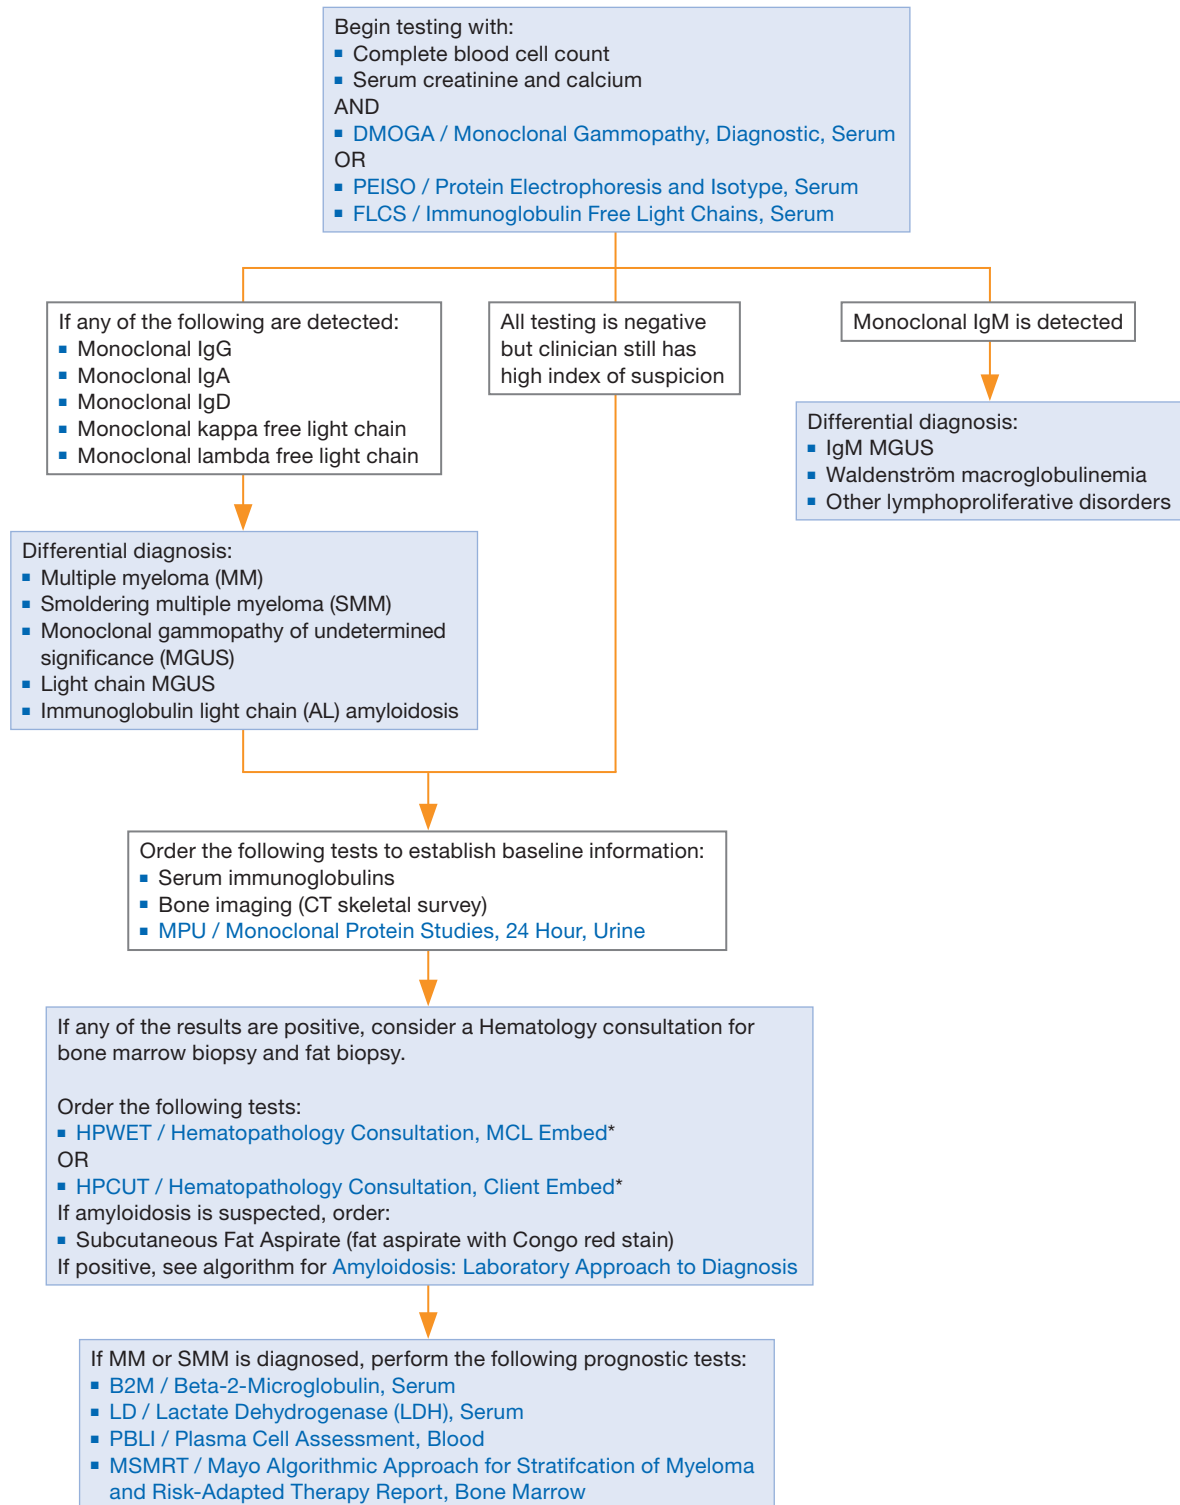 Begin testing with:
▪ Complete blood cell count
▪ Serum creatinine and calcium
AND
▪ DMOGA / Monoclonal Gammopathy, Diagnostic, Serum
OR
▪ PEISO / Protein Electrophoresis and Isotype, Serum
▪ FLCS / Immunoglobulin Free Light Chains, Serum
If any of the following are detected:
▪ Monoclonal IgG
▪ Monoclonal IgA
▪ Monoclonal IgD
▪ Monoclonal kappa free light chain
▪ Monoclonal lambda free light chain
All testing is negative
but clinician still has
high index of suspicion
Monoclonal IgM is detected
Differential diagnosis:
▪ IgM MGUS
▪ Waldenström macroglobulinemia
▪ Other lymphoproliferative disorders
Differential diagnosis:
▪ Multiple myeloma (MM)
▪ Smoldering multiple myeloma (SMM)
▪ Monoclonal gammopathy of undetermined
significance (MGUS)
▪ Light chain MGUS
▪ Immunoglobulin light chain (AL) amyloidosis
Order the following tests to establish baseline information:
▪ Serum immunoglobulins
▪ Bone imaging (CT skeletal survey)
▪ MPU / Monoclonal Protein Studies, 24 Hour, Urine
If any of the results are positive, consider a Hematology consultation for
bone marrow biopsy and fat biopsy.
Order the following tests:
▪ HPWET / Hematopathology Consultation, MCL Embed*
OR
▪ HPCUT / Hematopathology Consultation, Client Embed*
If amyloidosis is suspected, order:
▪ Subcutaneous Fat Aspirate (fat aspirate with Congo red stain)
If positive, see algorithm for Amyloidosis: Laboratory Approach to Diagnosis
If MM or SMM is diagnosed, perform the following prognostic tests:
▪ B2M / Beta-2-Microglobulin, Serum
▪ LD / Lactate Dehydrogenase (LDH), Serum
▪ PBLI / Plasma Cell Assessment, Blood
▪ MSMRT / Mayo Algorithmic Approach for Stratifcation of Myeloma
and Risk-Adapted Therapy Report, Bone Marrow